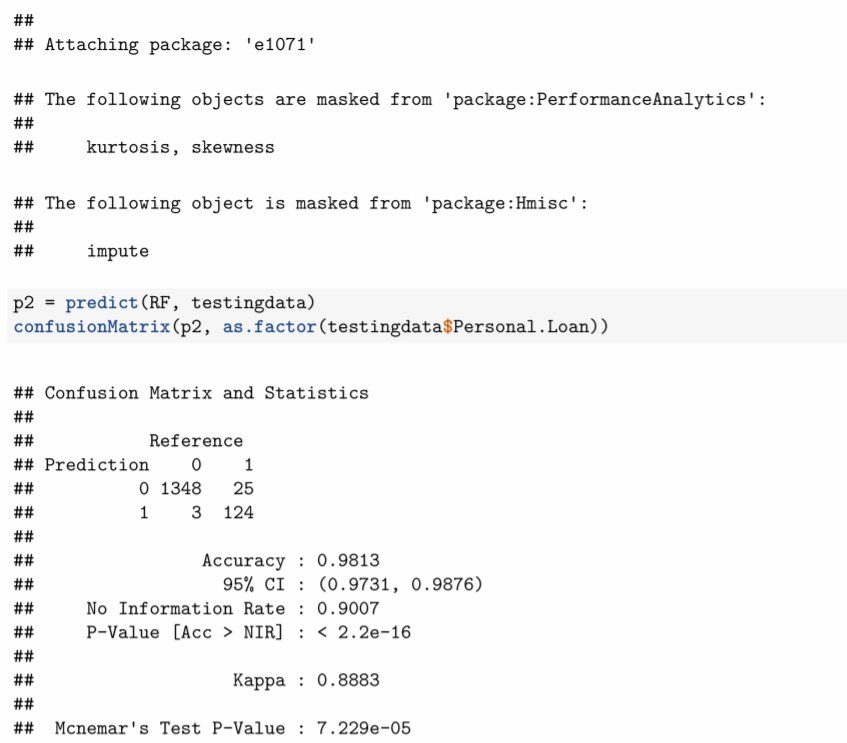 ##
## Attaching package: 'e1071'
## The following objects are masked from 'package:PerformanceAnalytics':
##
##     kurtosis, skewness
## The following object is masked from 'package:Hmisc':
##
##     impute
p2 = predict(RF, testingdata)
confusionMatrix(p2, as.factor(testingdata$Personal.Loan))
## Confusion Matrix and Statistics
##
##           Reference
## Prediction    0    1
##          0 1348   25
##          1    3  124
##
##                Accuracy : 0.9813
##                  95% CI : (0.9731, 0.9876)
##     No Information Rate : 0.9007
##     P-Value [Acc > NIR] : < 2.2e-16
##
##                   Kappa : 0.8883
##
##  Mcnemar's Test P-Value : 7.229e-05